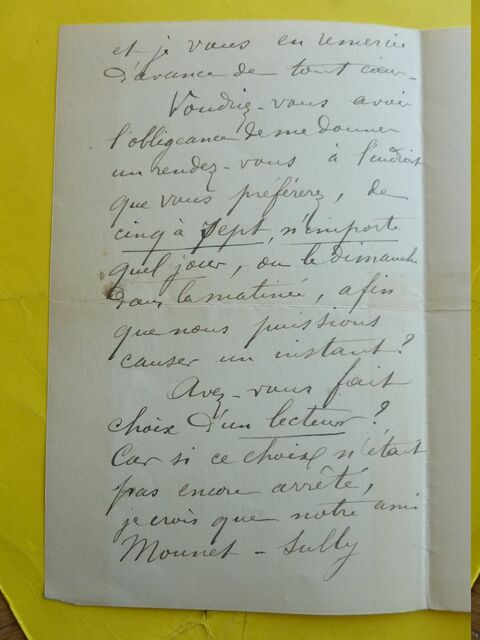 et je vous en remercie
d'avance de tout cœur.
Voudriez-vous avoir
l'obligeance de me donner
un rendez-vous à l'endroit
que vous préférerez, de
cinq à sept, n'importe
quel jour, ou le dimanche
dans la matinée, afin
que nous puissions
causer un instant ?
Avez-vous fait
choix d'un lecteur ?
Car si ce choix n'était
pas encore arrêté,
je crois que notre ami
Mounet-Sully